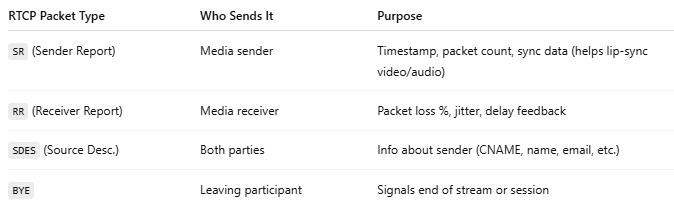 RTCP Packet Type Who Sends It Purpose
SR (Sender Report) Media sender Timestamp, packet count, sync data (helps lip-sync
video/audio)
RR (Receiver Report) Media receiver Packet loss %, jitter, delay feedback
SDES (Source Desc.) Both parties Info about sender (CNAME, name, email, etc.)
BYE Leaving participant Signals end of stream or session